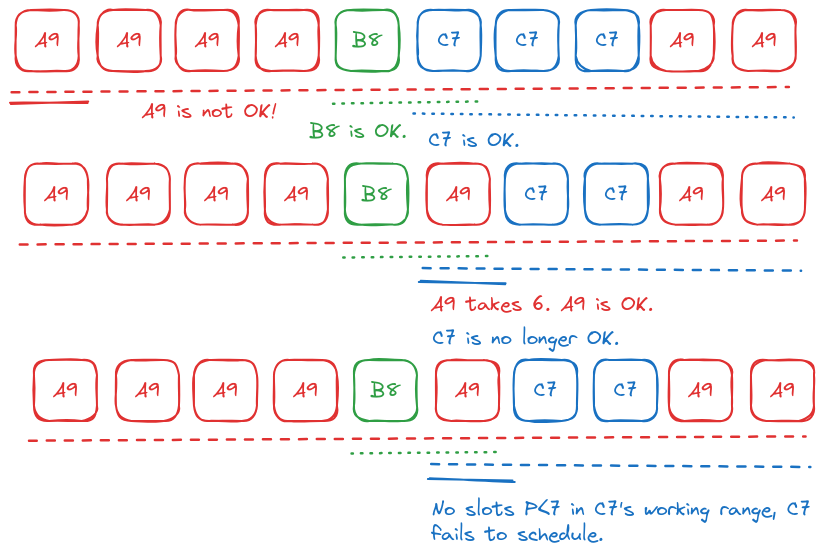 A9 A9 A9 A9 B8 C7 C7 C7 A9 A9
A9 is not OK!
B8 is OK.
C7 is OK.
A9 A9 A9 A9 B8 A9 C7 C7 A9 A9
A9 takes 6. A9 is OK.
C7 is no longer OK.
A9 A9 A9 A9 B8 A9 C7 C7 A9 A9
No slots P<7 in C7's working range, C7
fails to schedule.